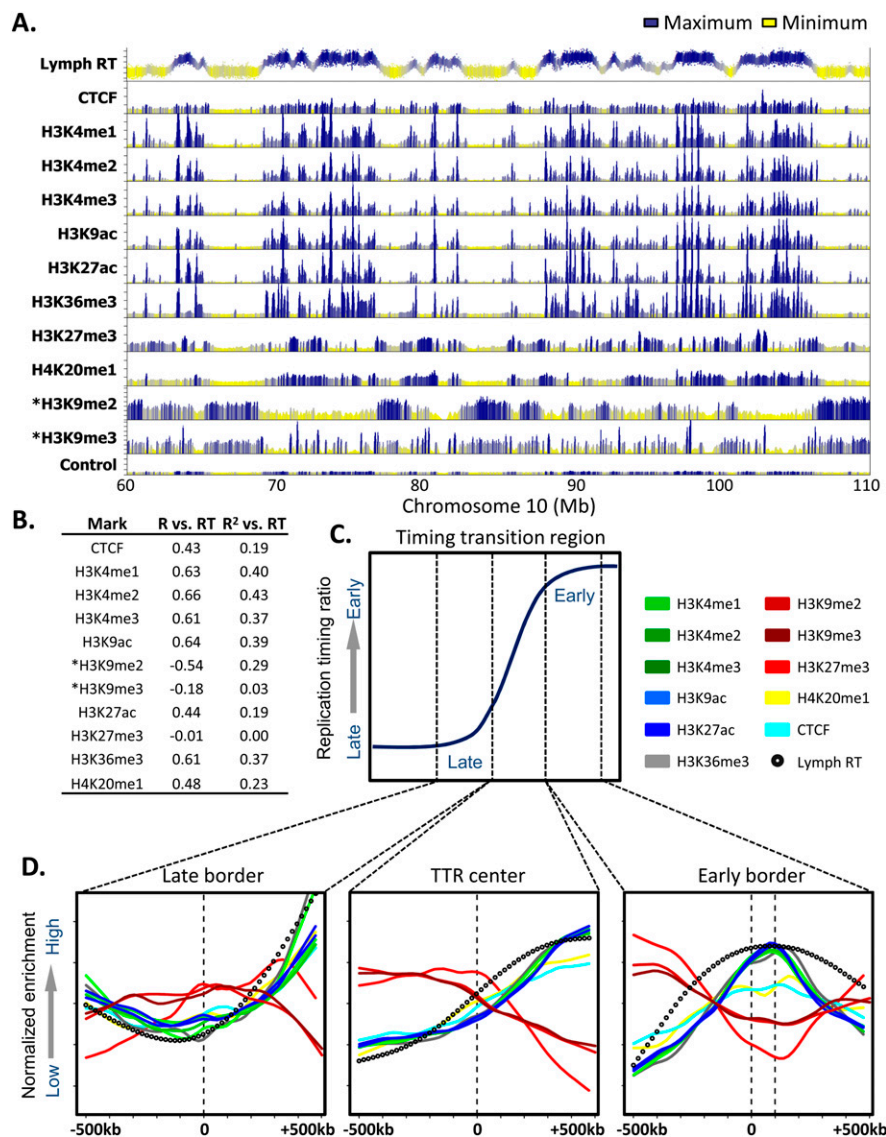 A.
Maximum Minimum
Lymph RT
CTCF
H3K4me1
H3K4me2
H3K4me3
H3K9ac
H3K27ac
H3K36me3
H3K27me3
H4K20me1
*H3K9me2
*H3K9me3
Control
60 70 80 90 100 110
Chromosome 10 (Mb)
B.
Mark R vs. RT R² vs. RT
CTCF 0.43 0.19
H3K4me1 0.63 0.40
H3K4me2 0.66 0.43
H3K4me3 0.61 0.37
H3K9ac 0.64 0.39
*H3K9me2 -0.54 0.29
*H3K9me3 -0.18 0.03
H3K27ac 0.44 0.19
H3K27me3 -0.01 0.00
H3K36me3 0.61 0.37
H4K20me1 0.48 0.23
C.
Timing transition region
Replication timing ratio
Late Early
Early
Late
H3K4me1 H3K9me2
H3K4me2 H3K9me3
H3K4me3 H3K27me3
H3K9ac H4K20me1
H3K27ac CTCF
H3K36me3 Lymph RT
D.
Late border TTR center Early border
Normalized enrichment
Low High
-500kb 0 +500kb -500kb 0 +500kb -500kb 0 +500kb